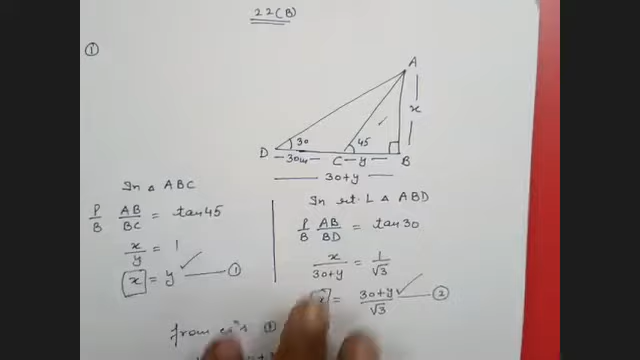 22(B)
①
A
x
30
45
D
30m
C
y
B
30+y
In △ ABC
P/B AB/BC = tan45
x/y = 1
x = y ①
In rt. L △ ABD
P/B AB/BD = tan30
x/30+y = 1/√3
= 30+y/√3 ②
from eqⁿs ①